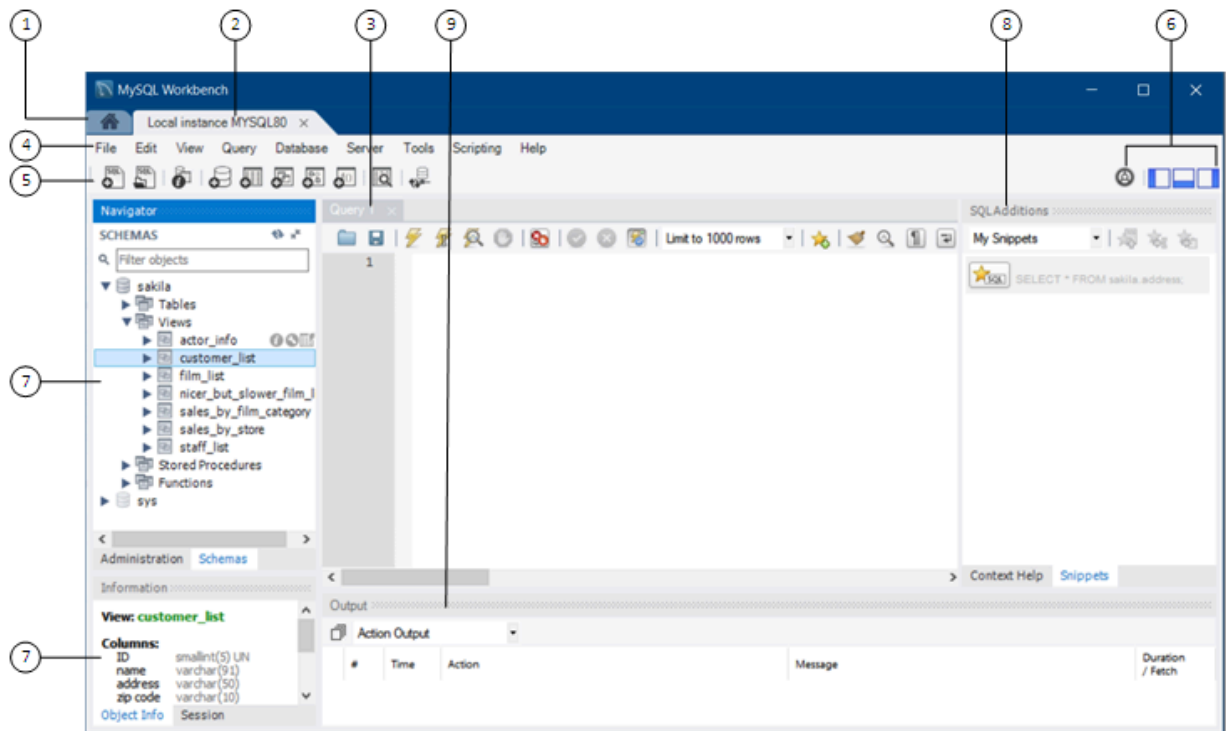 1 2 3 9 8 6
MySQL Workbench
Local instance MYSQL80
4
File Edit View Query Database Server Tools Scripting Help
5
Navigator
Query 1
SQLAdditions
SCHEMAS
Limit to 1000 rows
My Snippets
Filter objects
1
SQL SELECT * FROM sakila.address;
sakila
Tables
Views
actor_info
customer_list
7
film_list
nicer_but_slower_film_l
sales_by_film_category
sales_by_store
staff_list
Stored Procedures
Functions
sys
Administration Schemas
Context Help Snippets
Information
Output
View: customer_list
Action Output
Columns:
7
ID smallint(5) UN
name varchar(91)
address varchar(50)
zip code varchar(10)
# Time Action Message Duration / Fetch
Object Info Session